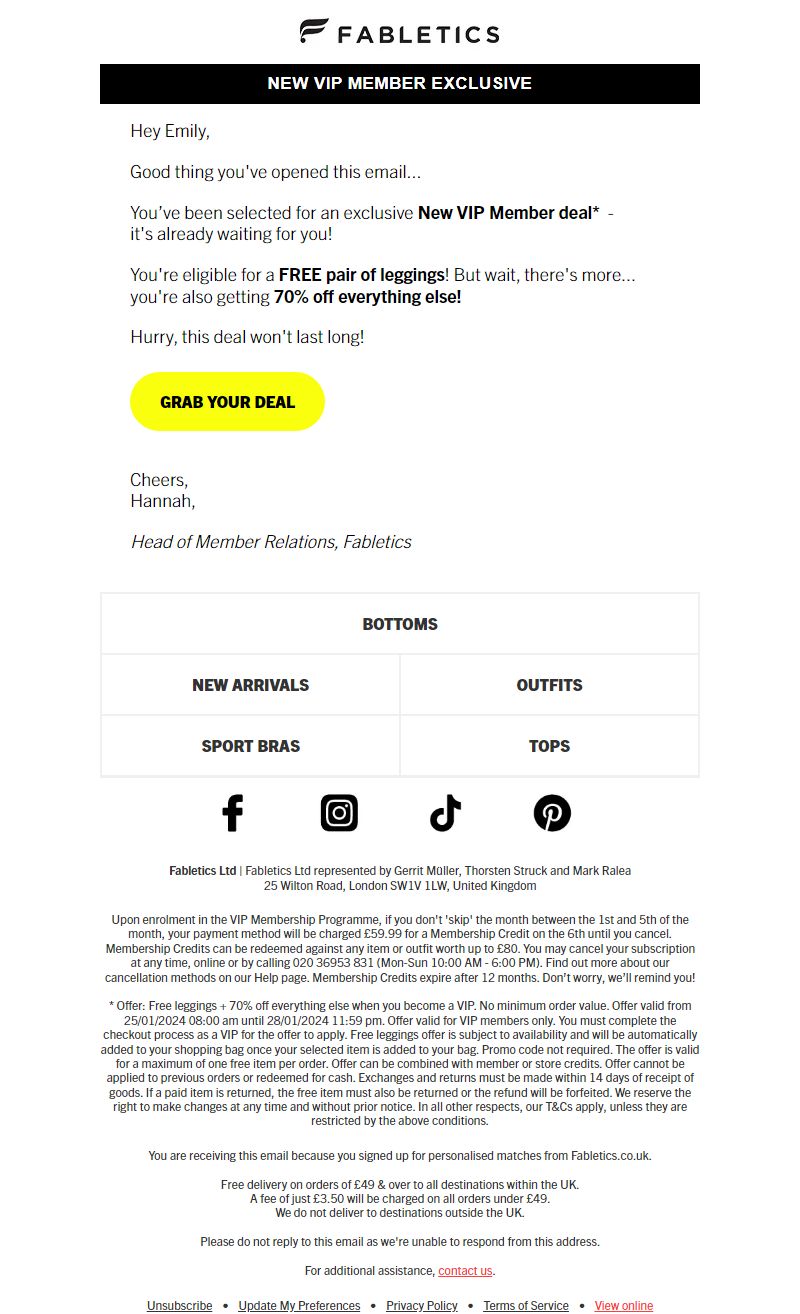 FABLETICS
NEW VIP MEMBER EXCLUSIVE
Hey Emily,
Good thing you've opened this email...
You’ve been selected for an exclusive New VIP Member deal* -
it's already waiting for you!
You're eligible for a FREE pair of leggings! But wait, there's more...
you're also getting 70% off everything else!
Hurry, this deal won't last long!
GRAB YOUR DEAL
Cheers,
Hannah,
Head of Member Relations, Fabletics
BOTTOMS
NEW ARRIVALS
OUTFITS
SPORT BRAS
TOPS
Fabletics Ltd | Fabletics Ltd represented by Gerrit Müller, Thorsten Struck and Mark Ralea
25 Wilton Road, London SW1V 1LW, United Kingdom
Upon enrolment in the VIP Membership Programme, if you don't 'skip' the month between the 1st and 5th of the
month, your payment method will be charged £59.99 for a Membership Credit on the 6th until you cancel.
Membership Credits can be redeemed against any item or outfit worth up to £80. You may cancel your subscription
at any time, online or by calling 020 36953 831 (Mon-Sun 10:00 AM - 6:00 PM). Find out more about our
cancellation methods on our Help page. Membership Credits expire after 12 months. Don’t worry, we’ll remind you!
* Offer: Free leggings + 70% off everything else when you become a VIP. No minimum order value. Offer valid from
25/01/2024 08:00 am until 28/01/2024 11:59 pm. Offer valid for VIP members only. You must complete the
checkout process as a VIP for the offer to apply. Free leggings offer is subject to availability and will be automatically
added to your shopping bag once your selected item is added to your bag. Promo code not required. The offer is valid
for a maximum of one free item per order. Offer can be combined with member or store credits. Offer cannot be
applied to previous orders or redeemed for cash. Exchanges and returns must be made within 14 days of receipt of
goods. If a paid item is returned, the free item must also be returned or the refund will be forfeited. We reserve the
right to make changes at any time and without prior notice. In all other respects, our T&Cs apply, unless they are
restricted by the above conditions.
You are receiving this email because you signed up for personalised matches from Fabletics.co.uk.
Free delivery on orders of £49 & over to all destinations within the UK.
A fee of just £3.50 will be charged on all orders under £49.
We do not deliver to destinations outside the UK.
Please do not reply to this email as we're unable to respond from this address.
For additional assistance, contact us.
Unsubscribe • Update My Preferences • Privacy Policy • Terms of Service • View online